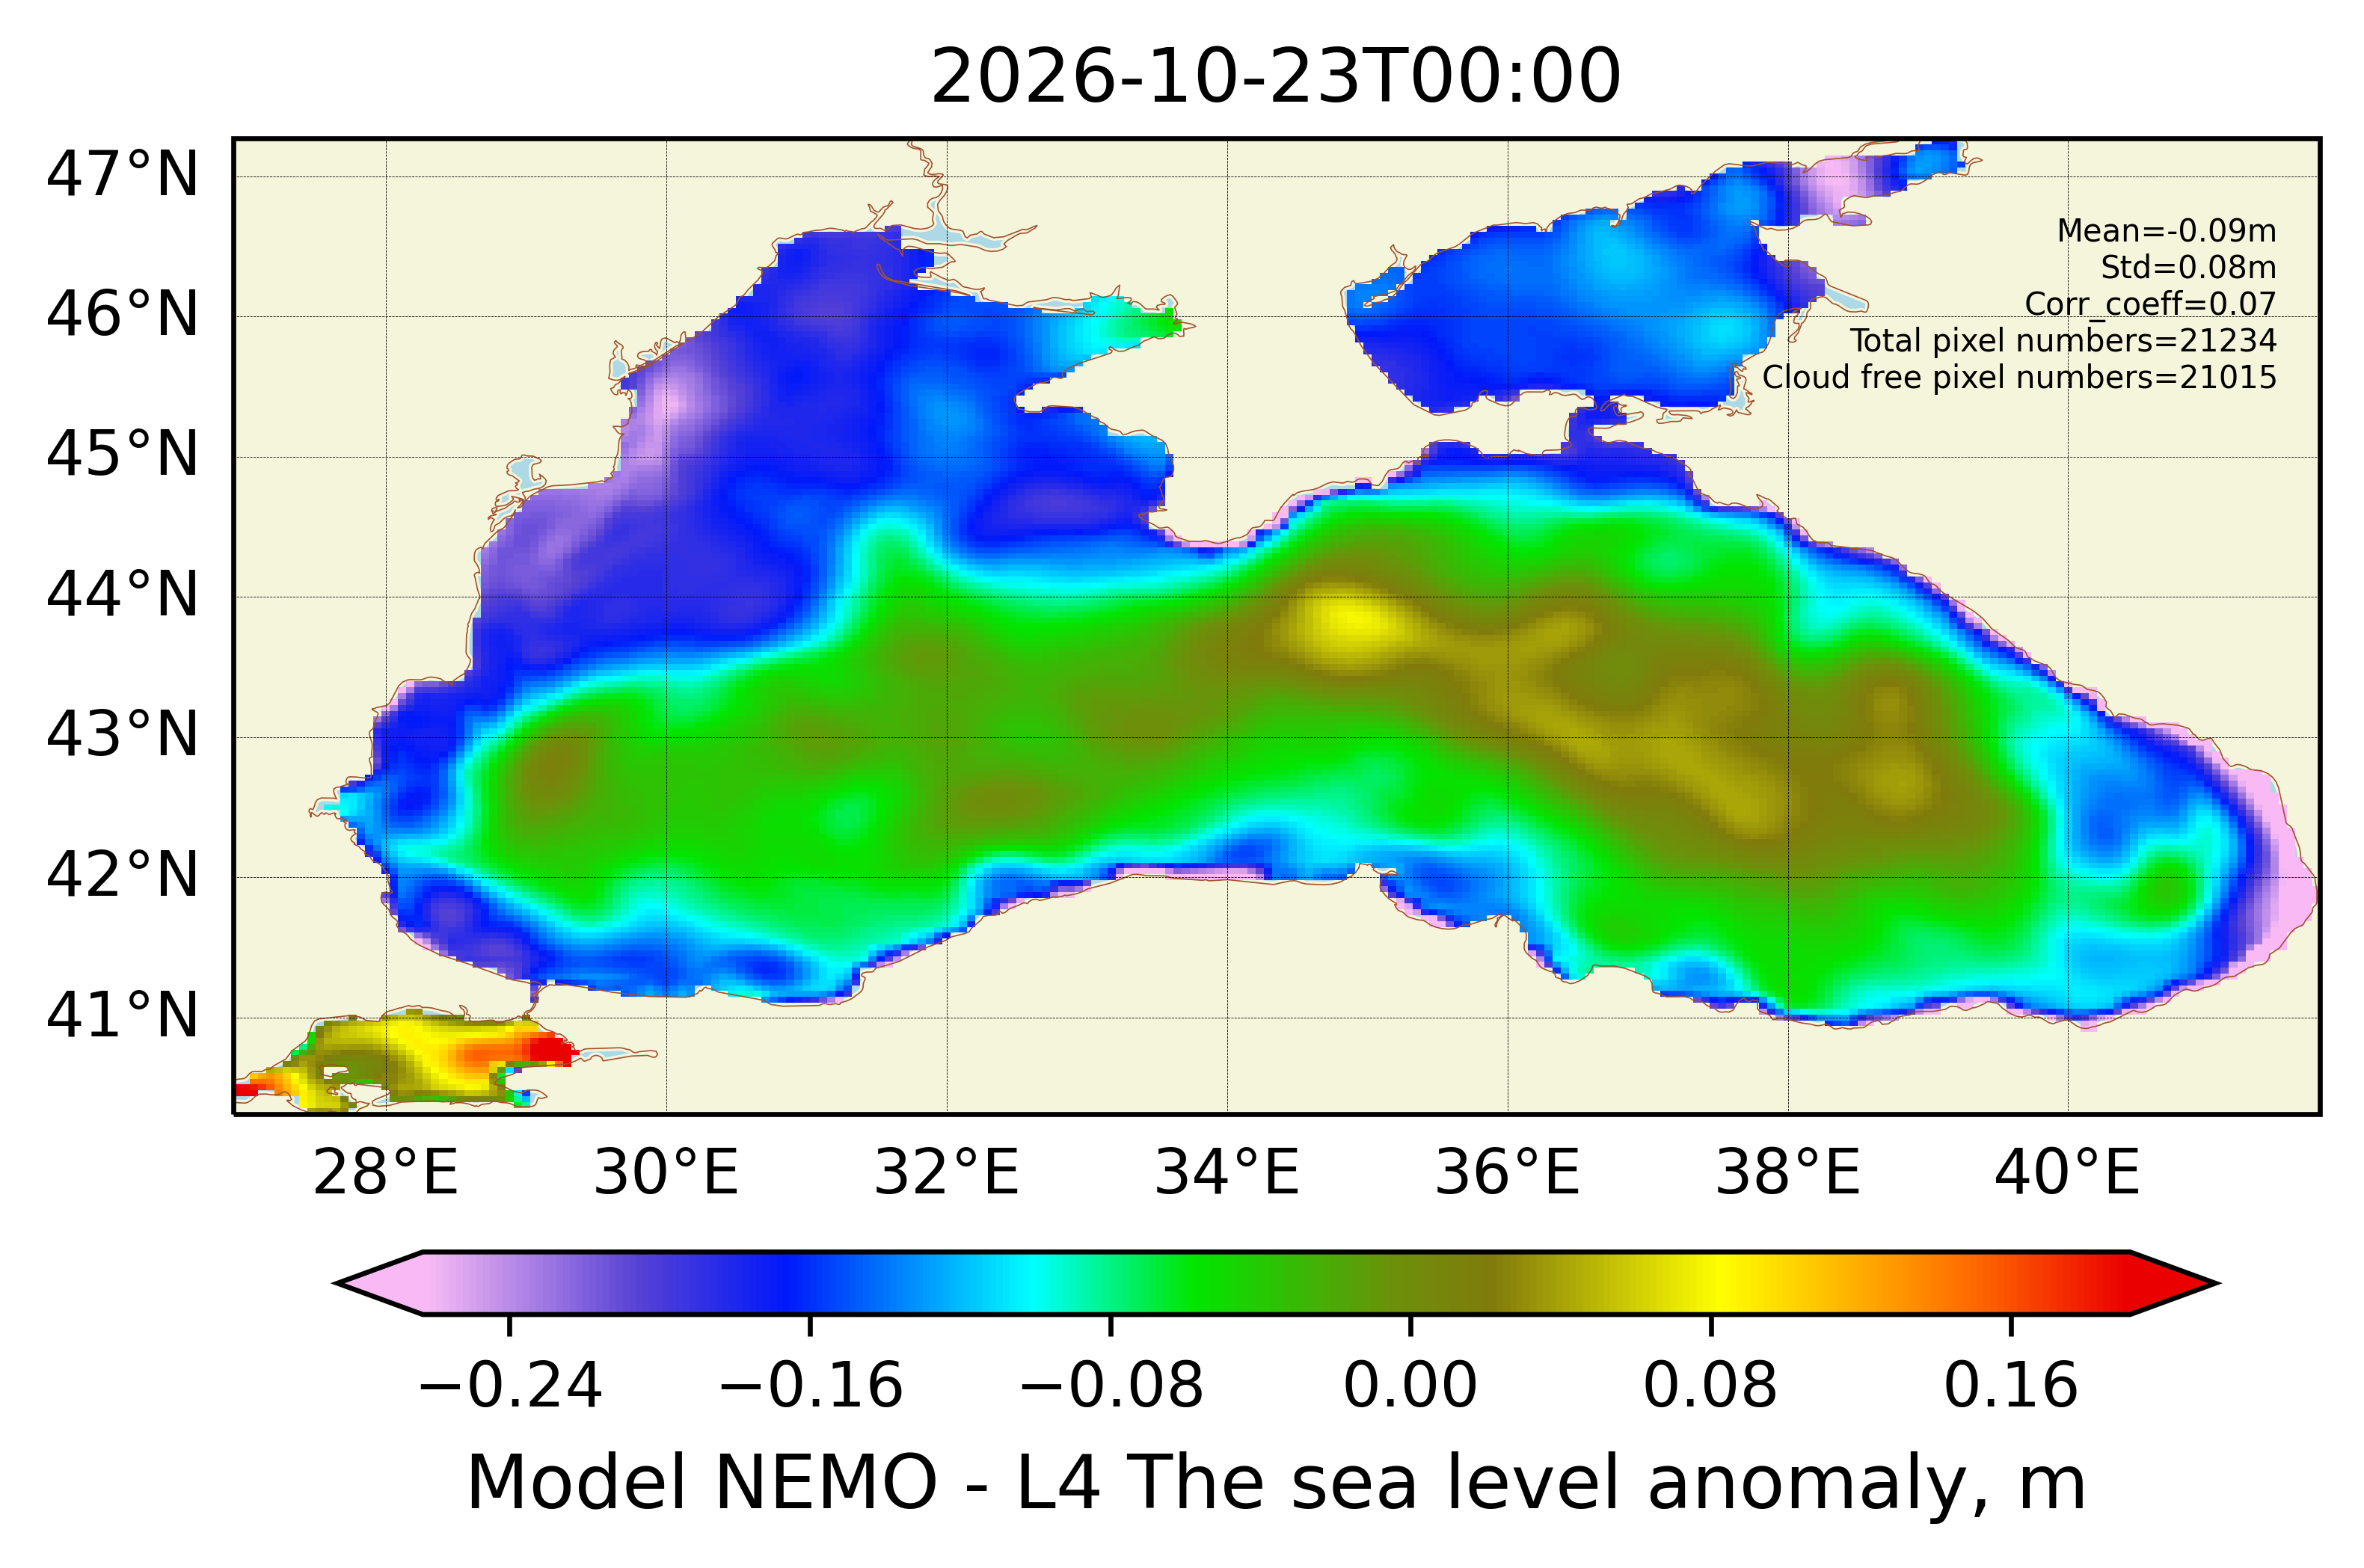 2026-10-23T00:00
47°N
46°N
45°N
44°N
43°N
42°N
41°N
Mean=-0.09m
Std=0.08m
Corr_coeff=0.07
Total pixel numbers=21234
Cloud free pixel numbers=21015
28°E 30°E 32°E 34°E 36°E 38°E 40°E
−0.24 −0.16 −0.08 0.00 0.08 0.16
Model NEMO - L4 The sea level anomaly, m